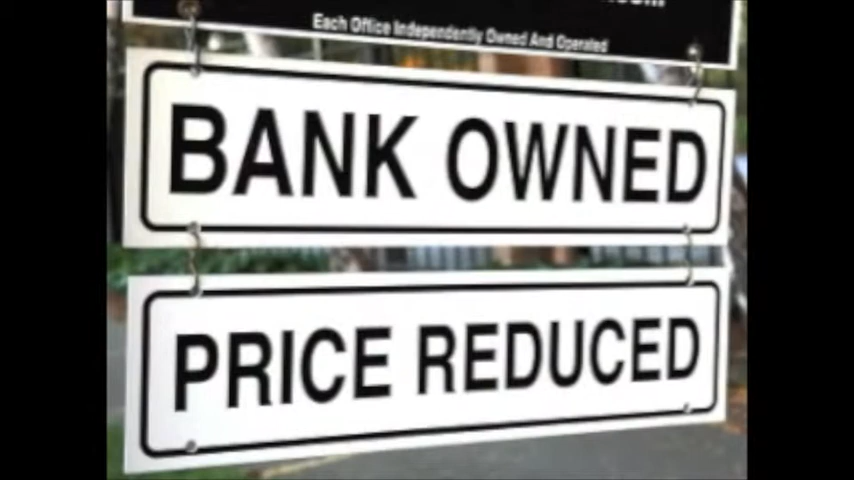 Each Office Independently Owned And Operated
BANK OWNED
PRICE REDUCED